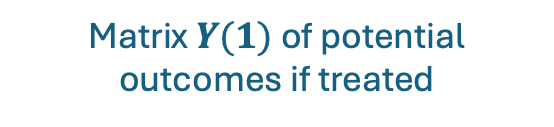 Matrix Y(1) of potential
outcomes if treated